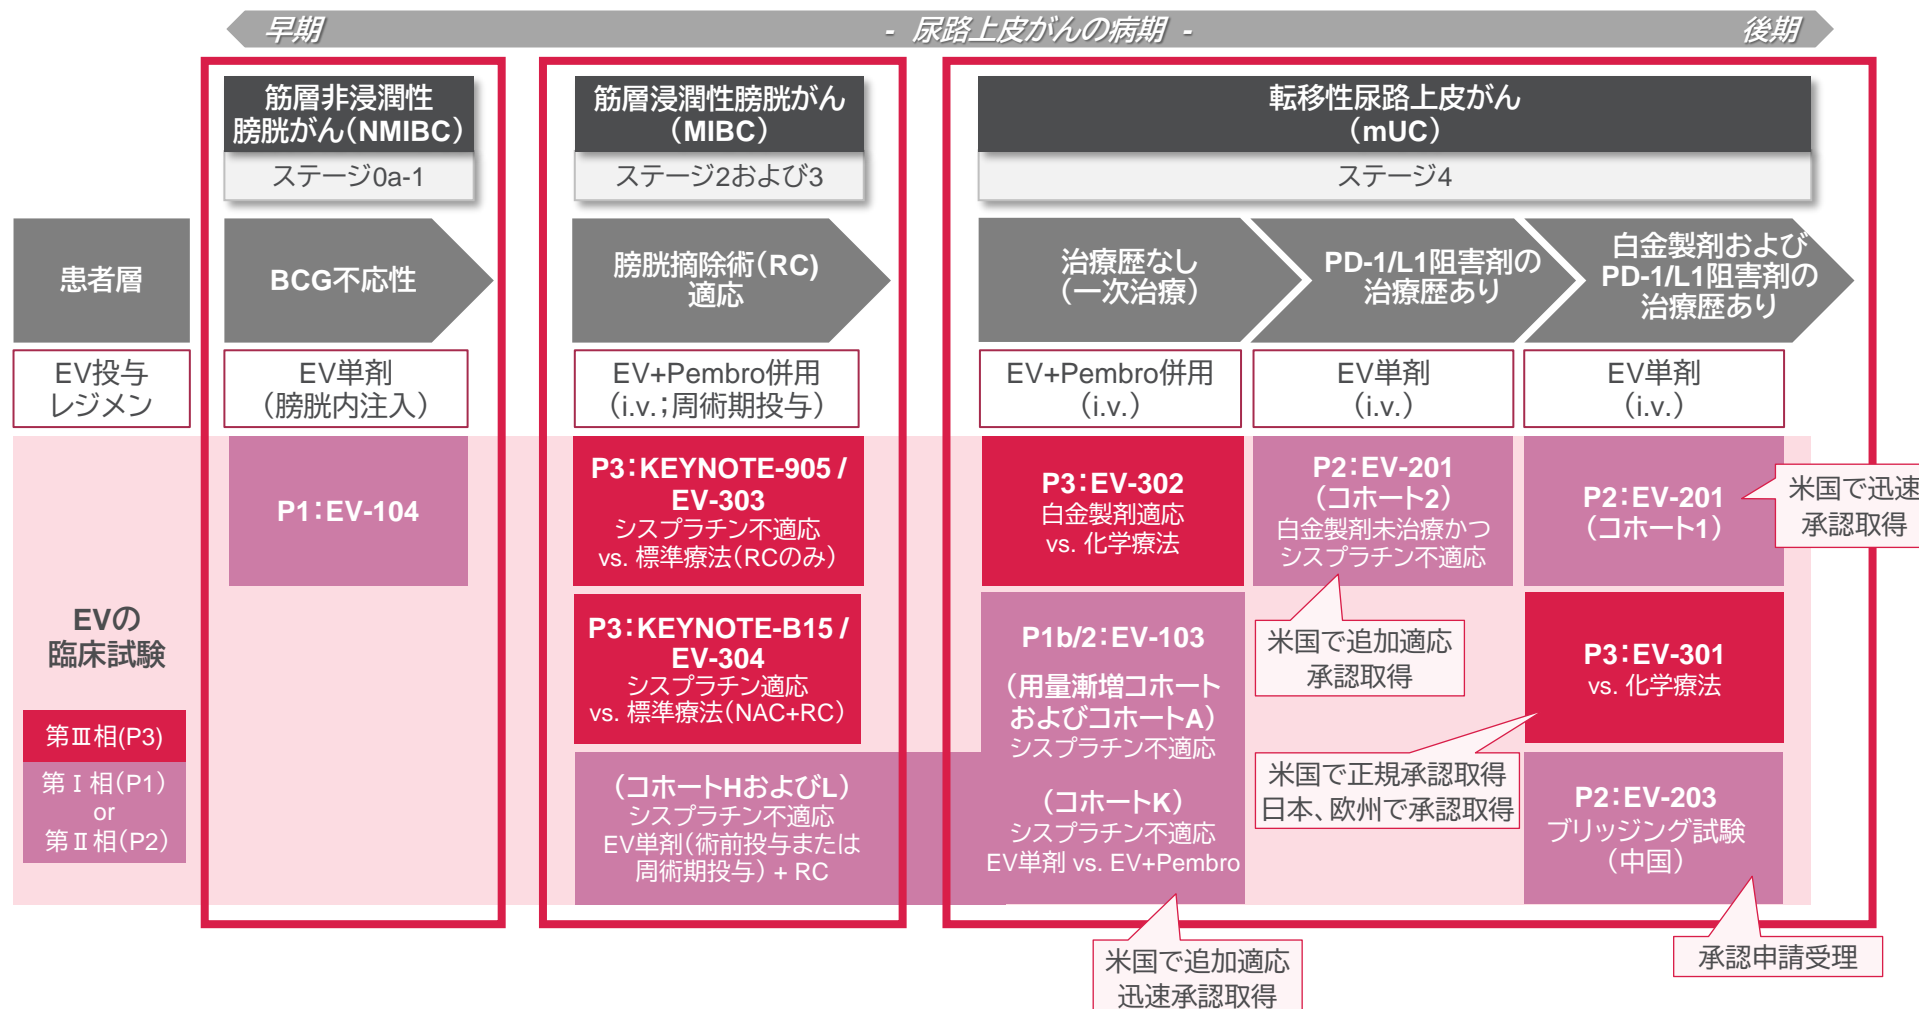 早期
- 尿路上皮がんの病期 -
後期
筋層非浸潤性
膀胱がん（NMIBC）
ステージ0a-1
筋層浸潤性膀胱がん
（MIBC）
ステージ2および3
転移性尿路上皮がん
（mUC）
ステージ4
患者層
BCG不応性
膀胱摘除術（RC）
適応
治療歴なし
（一次治療）
PD-1/L1阻害剤の
治療歴あり
白金製剤および
PD-1/L1阻害剤の
治療歴あり
EV投与
レジメン
EV単剤
（膀胱内注入）
EV+Pembro併用
（i.v.；周術期投与）
EV+Pembro併用
（i.v.）
EV単剤
（i.v.）
EV単剤
（i.v.）
EVの
臨床試験
第Ⅲ相(P3)
第Ⅰ相(P1)
or
第Ⅱ相(P2)
P1：EV-104
P3：KEYNOTE-905 /
EV-303
シスプラチン不適応
vs. 標準療法（RCのみ）
P3：KEYNOTE-B15 /
EV-304
シスプラチン適応
vs. 標準療法（NAC+RC）
（コホートHおよびL）
シスプラチン不適応
EV単剤（術前投与または
周術期投与）+ RC
P3：EV-302
白金製剤適応
vs. 化学療法
P1b/2：EV-103
（用量漸増コホート
およびコホートA）
シスプラチン不適応
（コホートK）
シスプラチン不適応
EV単剤 vs. EV+Pembro
米国で追加適応
迅速承認取得
P2：EV-201
（コホート2）
白金製剤未治療かつ
シスプラチン不適応
米国で追加適応
承認取得
P2：EV-201
（コホート1）
米国で迅速
承認取得
P3：EV-301
vs. 化学療法
米国で正規承認取得
日本、欧州で承認取得
P2：EV-203
ブリッジング試験
（中国）
承認申請受理